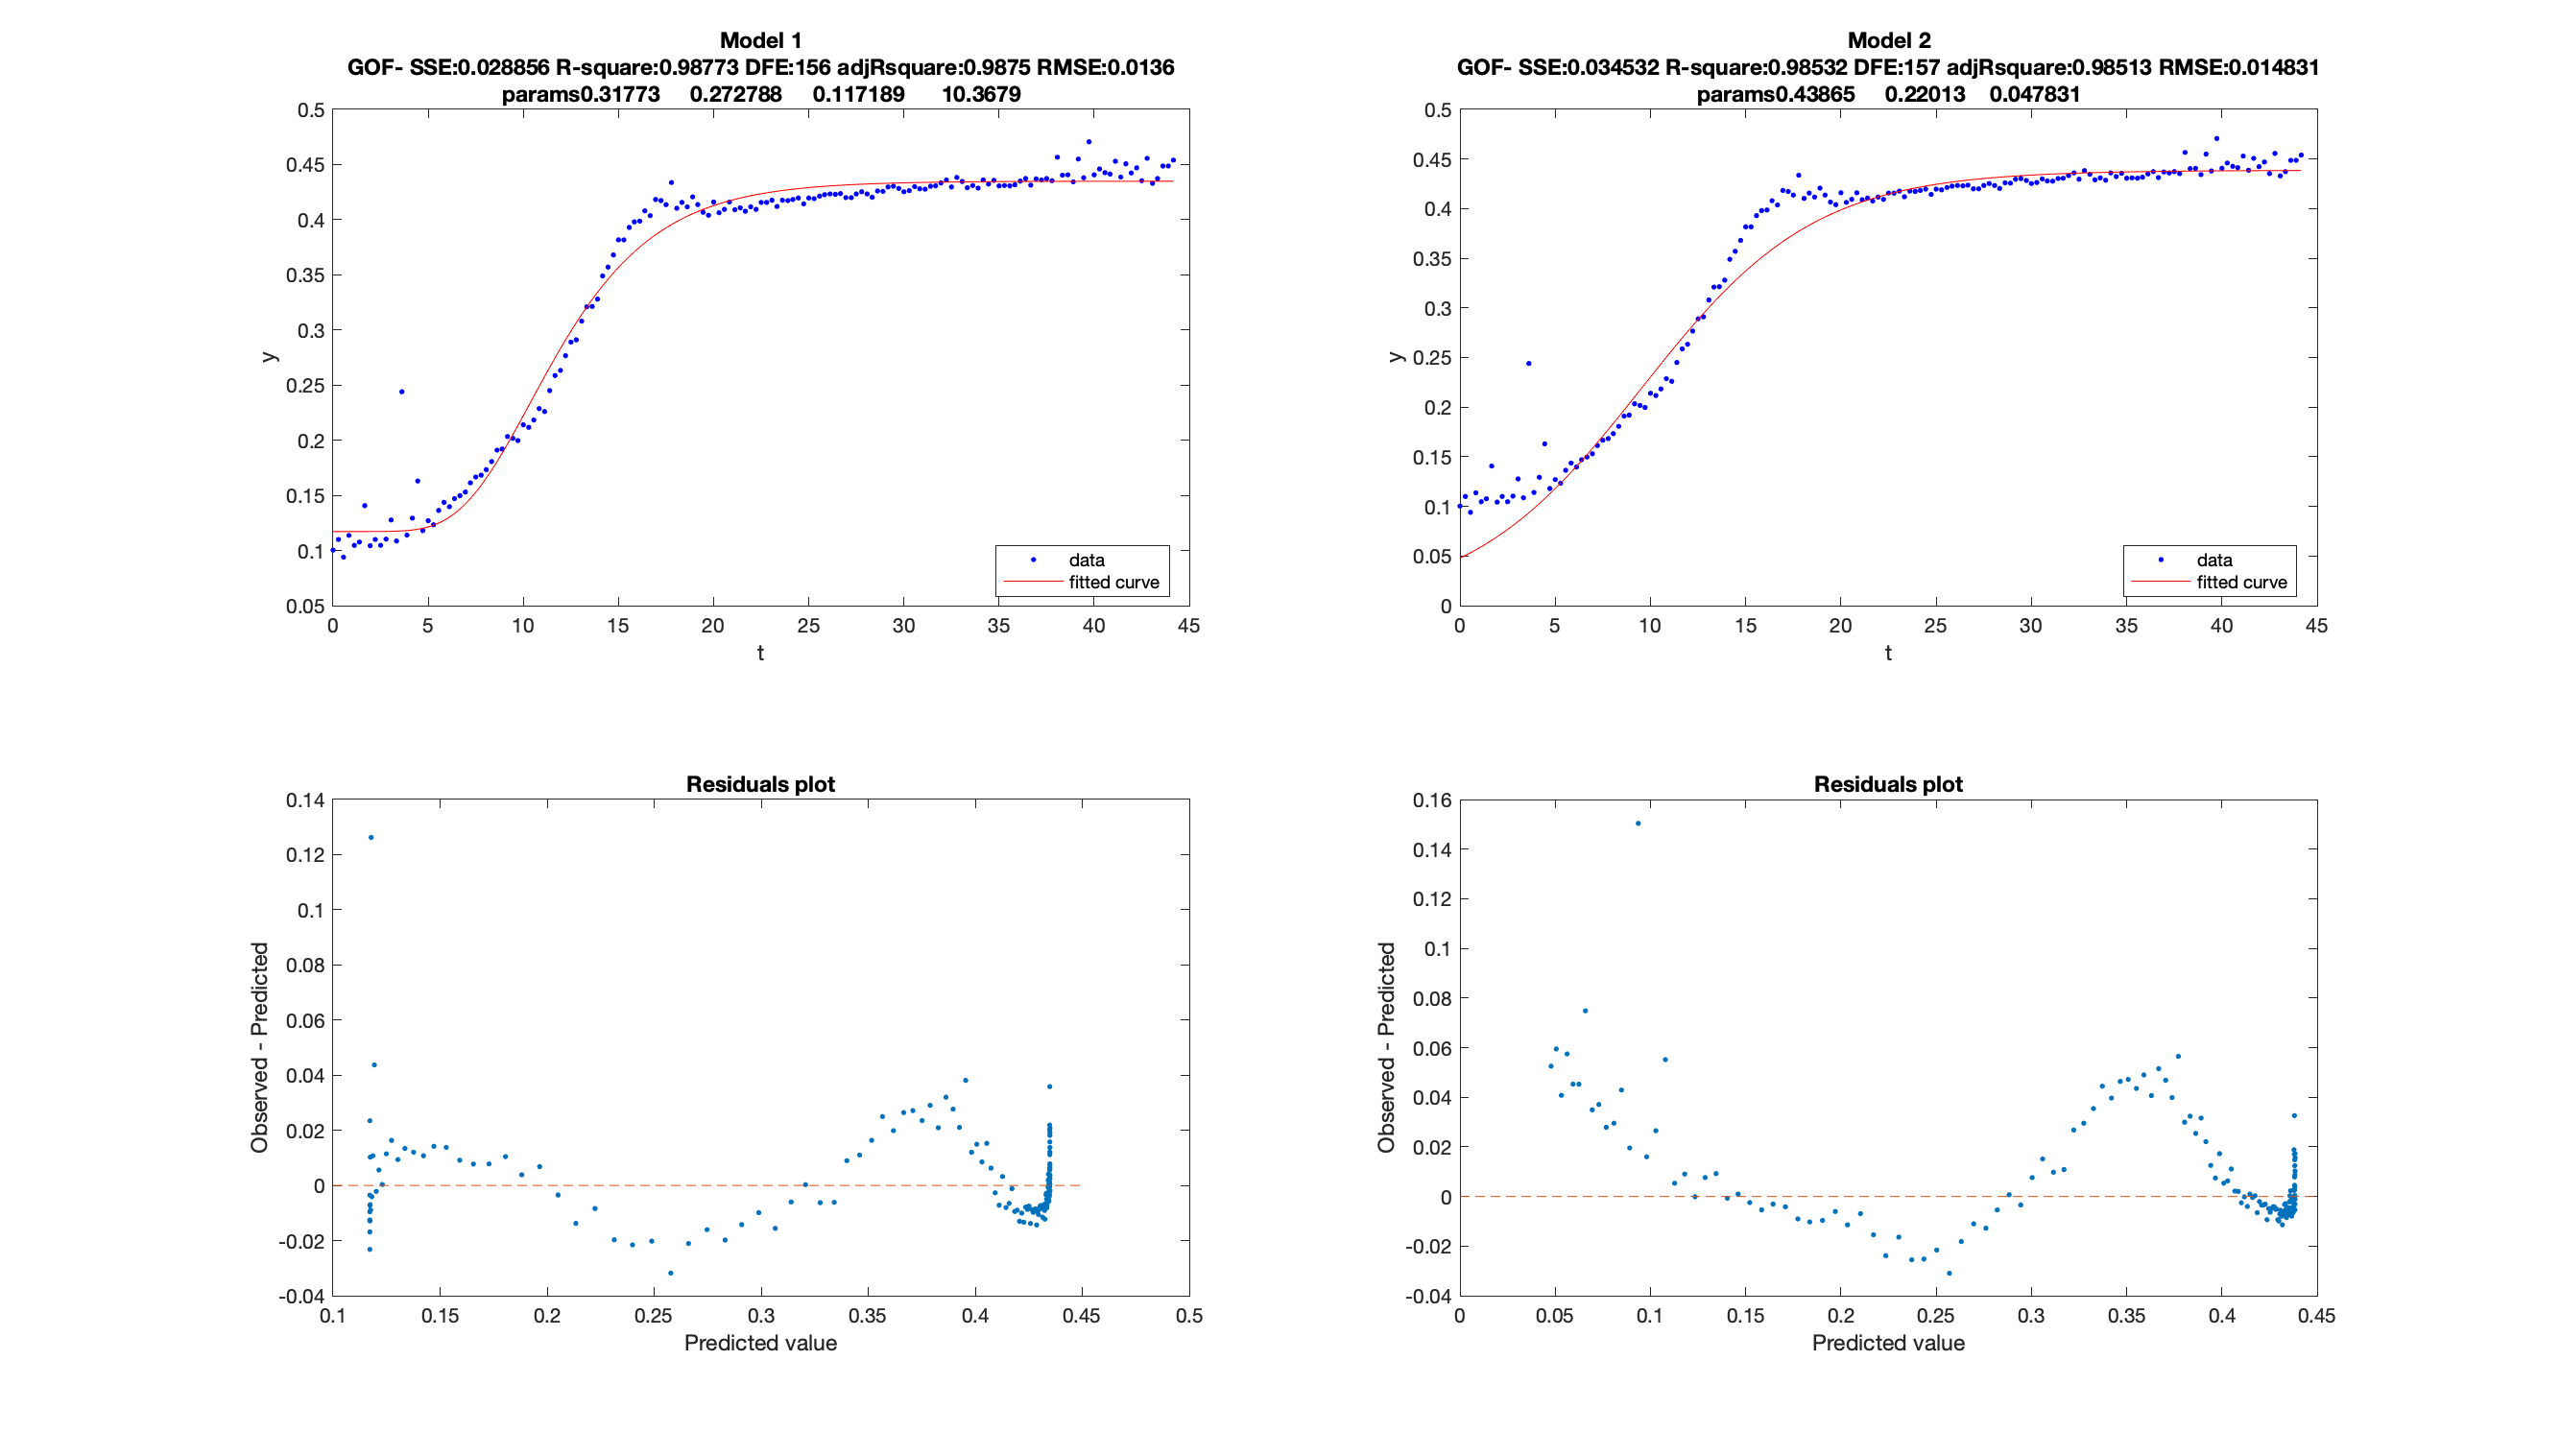 Model 1
GOF- SSE:0.028856 R-square:0.98773 DFE:156 adjRsquare:0.9875 RMSE:0.0136
params0.31773 0.272788 0.117189 10.3679
0.5
0.45
0.4
0.35
0.3
0.25
0.2
0.15
0.1
0.05
y
0 5 10 15 20 25 30 35 40 45
t
data
fitted curve
Model 2
GOF- SSE:0.034532 R-square:0.98532 DFE:157 adjRsquare:0.98513 RMSE:0.014831
params0.43865 0.22013 0.047831
0.5
0.45
0.4
0.35
0.3
0.25
0.2
0.15
0.1
0.05
0
y
0 5 10 15 20 25 30 35 40 45
t
data
fitted curve
Residuals plot
0.14
0.12
0.1
0.08
0.06
0.04
0.02
0
-0.02
-0.04
Observed - Predicted
0.1 0.15 0.2 0.25 0.3 0.35 0.4 0.45 0.5
Predicted value
Residuals plot
0.16
0.14
0.12
0.1
0.08
0.06
0.04
0.02
0
-0.02
-0.04
Observed - Predicted
0 0.05 0.1 0.15 0.2 0.25 0.3 0.35 0.4 0.45
Predicted value